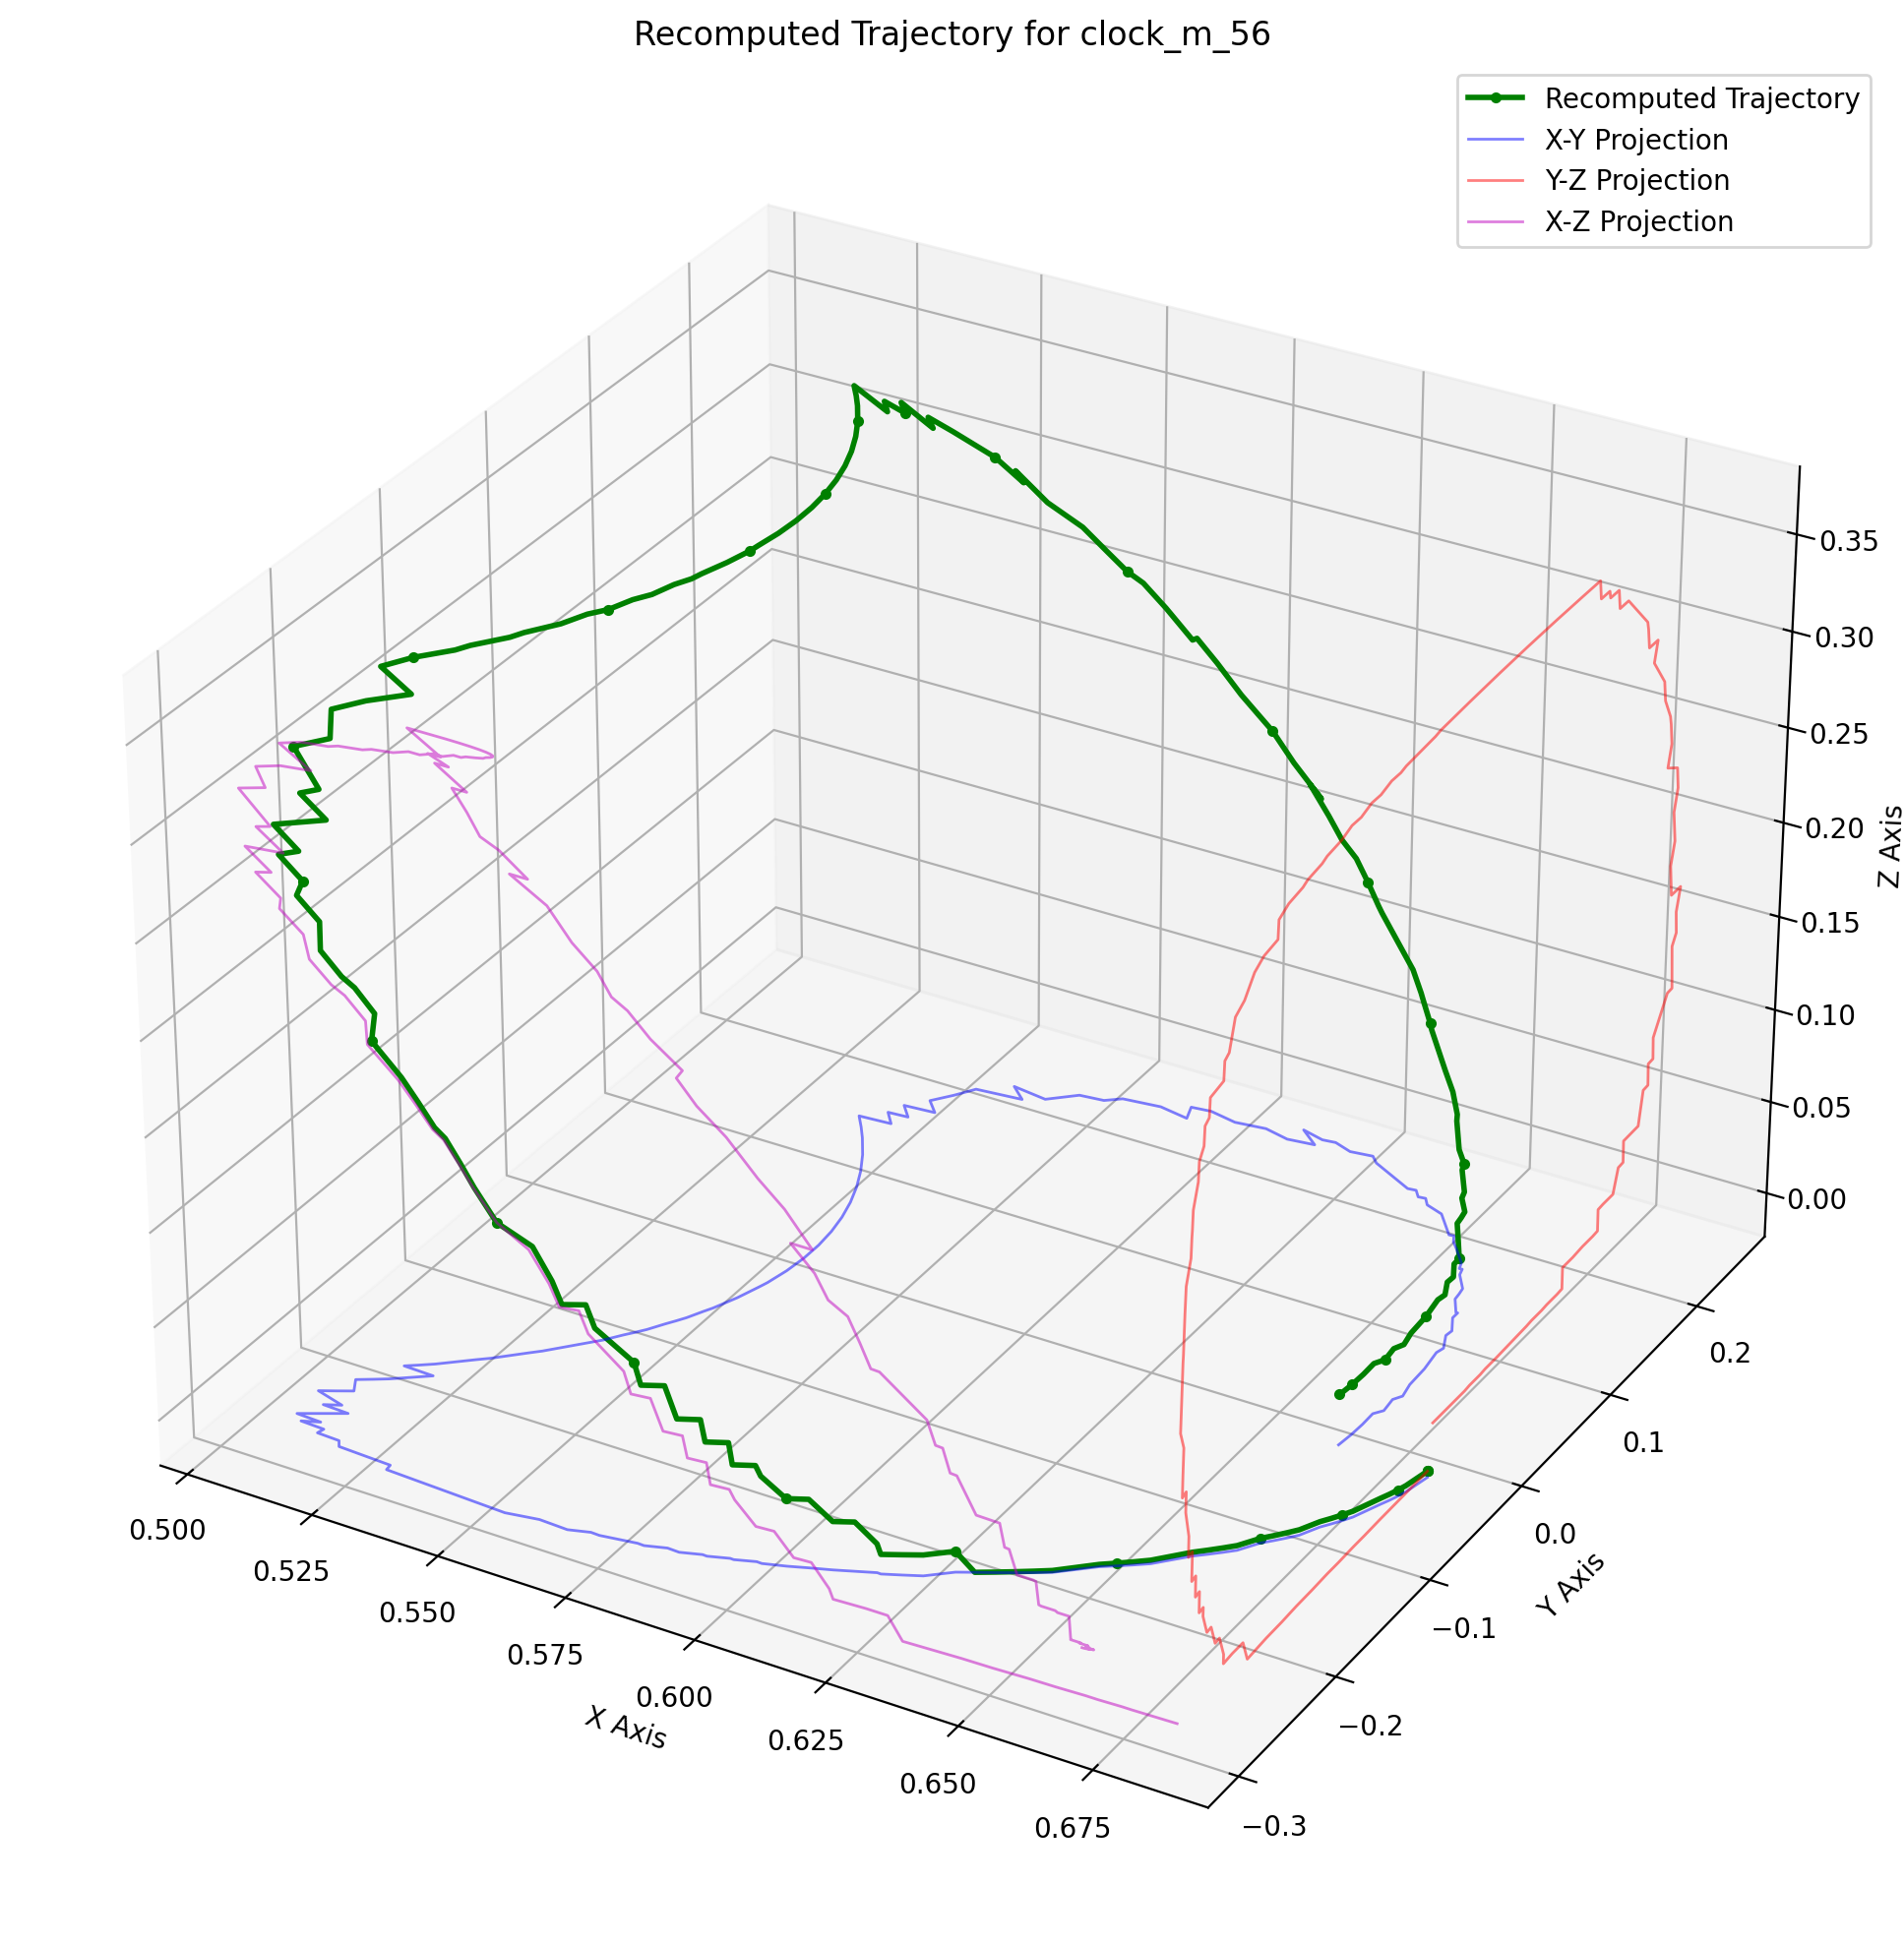 Recomputed Trajectory for clock_m_56
Recomputed Trajectory
X-Y Projection
Y-Z Projection
X-Z Projection
0.35
0.30
0.25
0.20
0.15
0.10
0.05
0.00
Z Axis
0.2
0.1
0.0
−0.1
−0.2
−0.3
Y Axis
0.500
0.525
0.550
0.575
0.600
0.625
0.650
0.675
X Axis